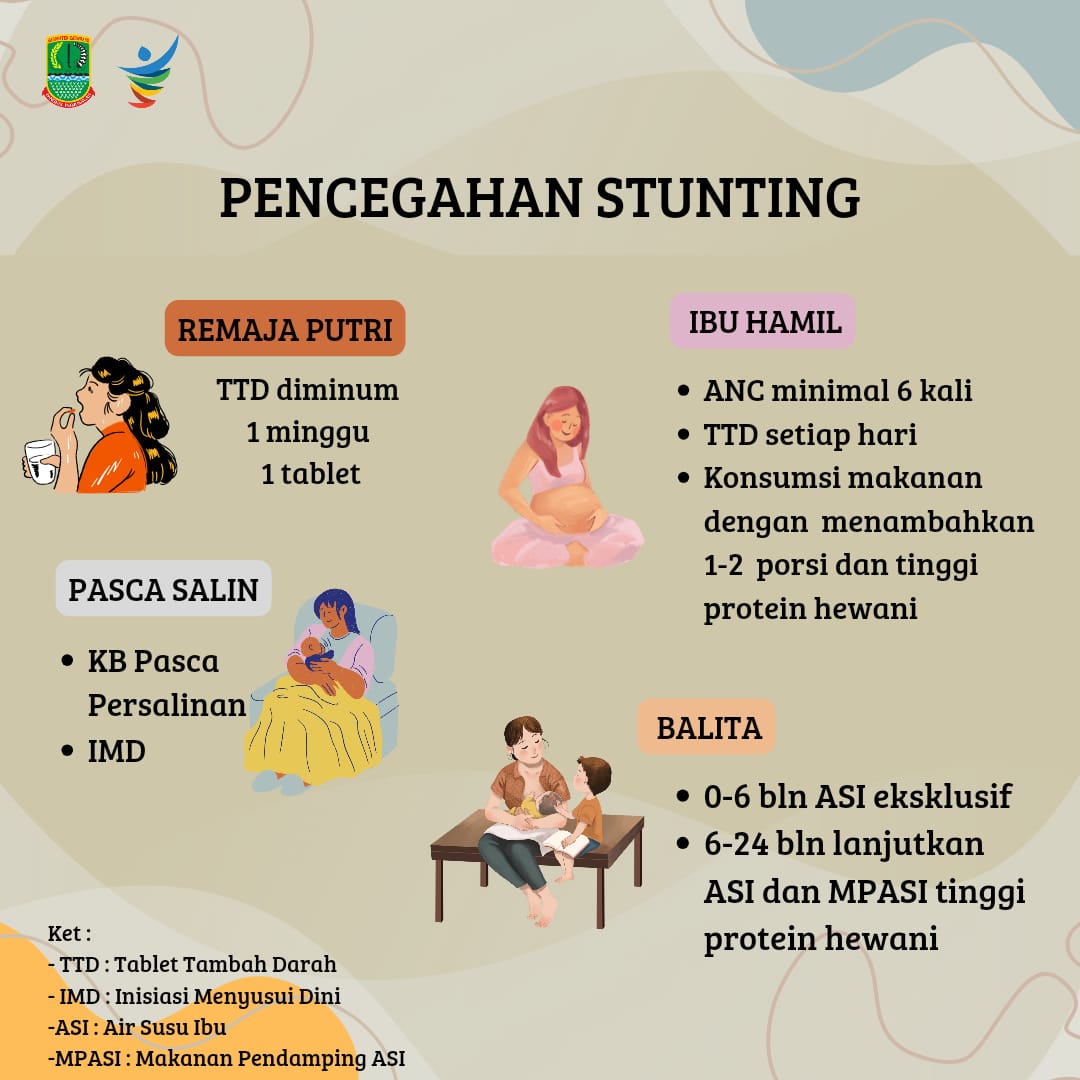 PENCEGAHAN STUNTING
REMAJA PUTRI
TTD diminum
1 minggu
1 tablet
IBU HAMIL
• ANC minimal 6 kali
• TTD setiap hari
• Konsumsi makanan
dengan menambahkan
1-2 porsi dan tinggi
protein hewani
PASCA SALIN
• KB Pasca
Persalinan
• IMD
BALITA
• 0-6 bln ASI eksklusif
• 6-24 bln lanjutkan
ASI dan MPASI tinggi
protein hewani
Ket :
- TTD : Tablet Tambah Darah
- IMD : Inisiasi Menyusui Dini
-ASI : Air Susu Ibu
-MPASI : Makanan Pendamping ASI